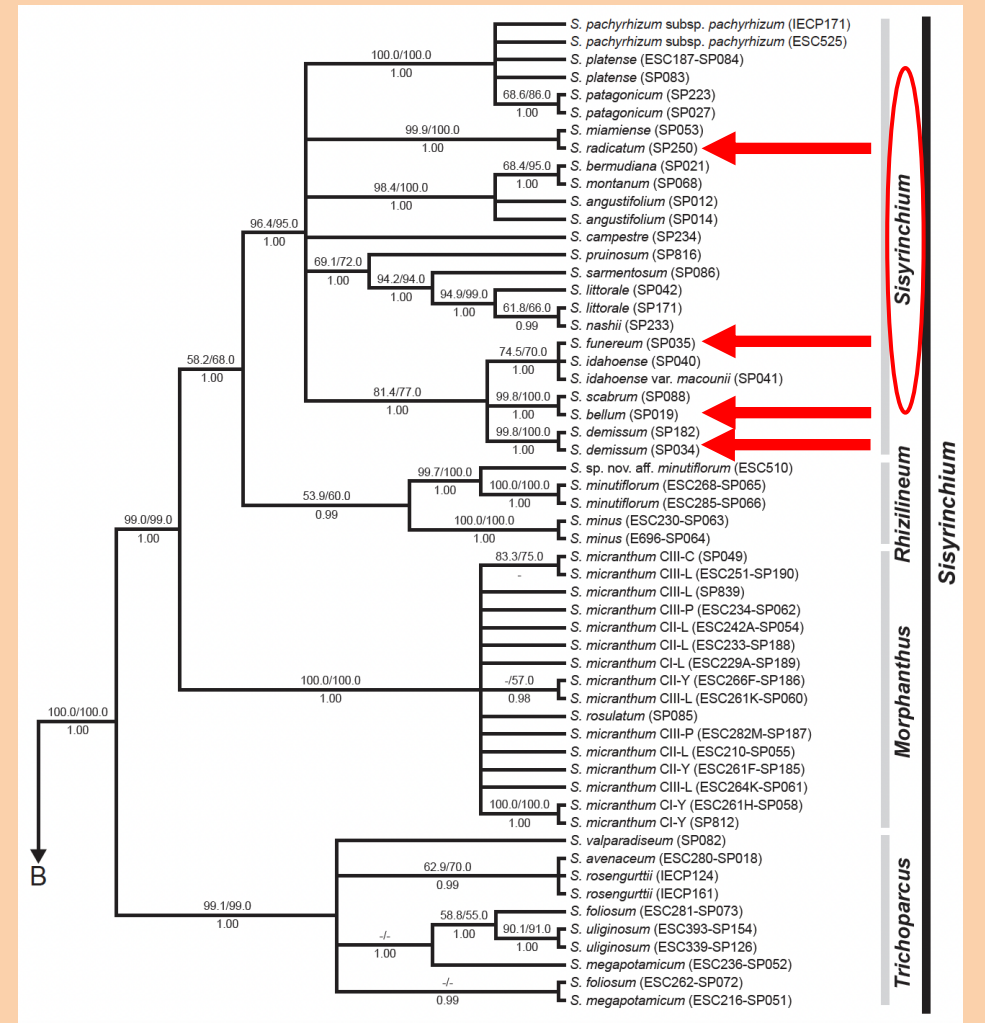 S. pachyrhizum subsp. pachyrhizum (IECP171)
S. pachyrhizum subsp. pachyrhizum (ESC525)
100.0/100.0
1.00
S. platense (ESC187-SP084)
S. platense (SP083)
68.6/86.0
1.00
S. patagonicum (SP223)
S. patagonicum (SP027)
99.9/100.0
1.00
S. miamiense (SP053)
S. radicatum (SP250)
68.4/95.0
1.00
S. bermudiana (SP021)
S. montanum (SP068)
98.4/100.0
1.00
S. angustifolium (SP012)
S. angustifolium (SP014)
96.4/95.0
1.00
S. campestre (SP234)
69.1/72.0
1.00
S. pruinosum (SP816)
94.2/94.0
1.00
S. sarmentosum (SP086)
94.9/99.0
1.00
S. littorale (SP042)
61.8/66.0
0.99
S. littorale (SP171)
S. nashii (SP233)
74.5/70.0
1.00
S. funereum (SP035)
S. idahoense (SP040)
S. idahoense var. macounii (SP041)
58.2/68.0
1.00
81.4/77.0
1.00
99.8/100.0
1.00
S. scabrum (SP088)
S. bellum (SP019)
99.8/100.0
1.00
S. demissum (SP182)
S. demissum (SP034)
Sisyrinchium
99.7/100.0
1.00
S. sp. nov. aff. minutiflorum (ESC510)
100.0/100.0
1.00
S. minutiflorum (ESC268-SP065)
S. minutiflorum (ESC285-SP066)
53.9/60.0
0.99
100.0/100.0
1.00
S. minus (ESC230-SP063)
S. minus (E696-SP064)
Rhizilineum
99.0/99.0
1.00
83.3/75.0
-
S. micranthum CIII-C (SP049)
S. micranthum CIII-L (ESC251-SP190)
S. micranthum CIII-L (SP839)
S. micranthum CIII-P (ESC234-SP062)
S. micranthum CII-L (ESC242A-SP054)
S. micranthum CII-L (ESC233-SP188)
S. micranthum CI-L (ESC229A-SP189)
100.0/100.0
1.00
-/57.0
0.98
S. micranthum CII-Y (ESC266F-SP186)
S. micranthum CIII-L (ESC261K-SP060)
S. rosulatum (SP085)
S. micranthum CIII-P (ESC282M-SP187)
S. micranthum CII-L (ESC210-SP055)
S. micranthum CII-Y (ESC261F-SP185)
S. micranthum CIII-L (ESC264K-SP061)
100.0/100.0
1.00
S. micranthum CI-Y (ESC261H-SP058)
S. micranthum CI-Y (SP812)
Morphanthus
100.0/100.0
1.00
B
S. valparadiseum (SP082)
62.9/70.0
0.99
S. avenaceum (ESC280-SP018)
S. rosengurttii (IECP124)
S. rosengurttii (IECP161)
99.1/99.0
1.00
58.8/55.0
1.00
S. foliosum (ESC281-SP073)
90.1/91.0
1.00
S. uliginosum (ESC393-SP154)
S. uliginosum (ESC339-SP126)
-/-
1.00
S. megapotamicum (ESC236-SP052)
-/-
0.99
S. foliosum (ESC262-SP072)
S. megapotamicum (ESC216-SP051)
Trichoparcus
Sisyrinchium